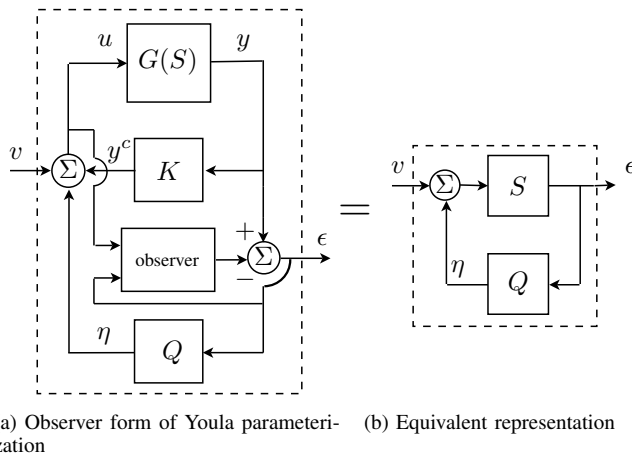 u
y
G(S)
v
Σ
y^c
K
+
observer
Σ
ϵ
−
η
Q
=
v
Σ
S
ϵ
η
Q
a) Observer form of Youla parameteri-
zation
(b) Equivalent representation